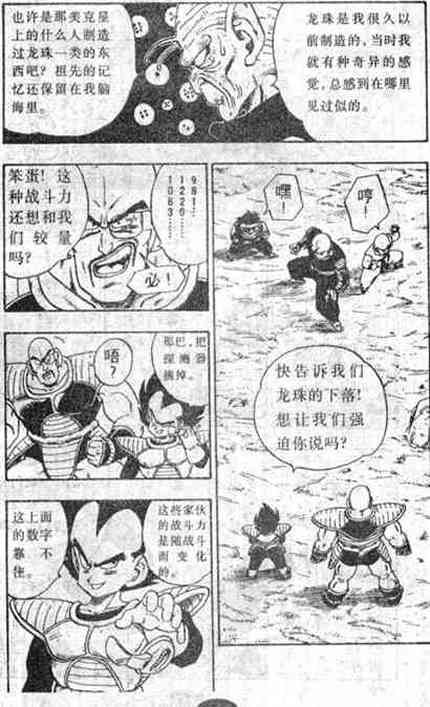 龙珠是我很久以
前制造的，当时我
就有种奇异的感
觉，总感到在哪里
见过似的。
也许是那美克星
上的什么人制造
过龙珠一类的东
西吧？祖先的记
忆还保留在我脑
海里。
哼！
嘿！
快告诉我们
龙珠的下落！
想让我们强
迫你说吗？
981…
1220……
1083……
笨蛋！这
种战斗力
还想和我
们较量
吗？
必！
那巴，把
探测器
摘掉。
唔？
这些家伙
的战斗力
是随战斗
而变化
的。
这上面
的数字
靠不
住。